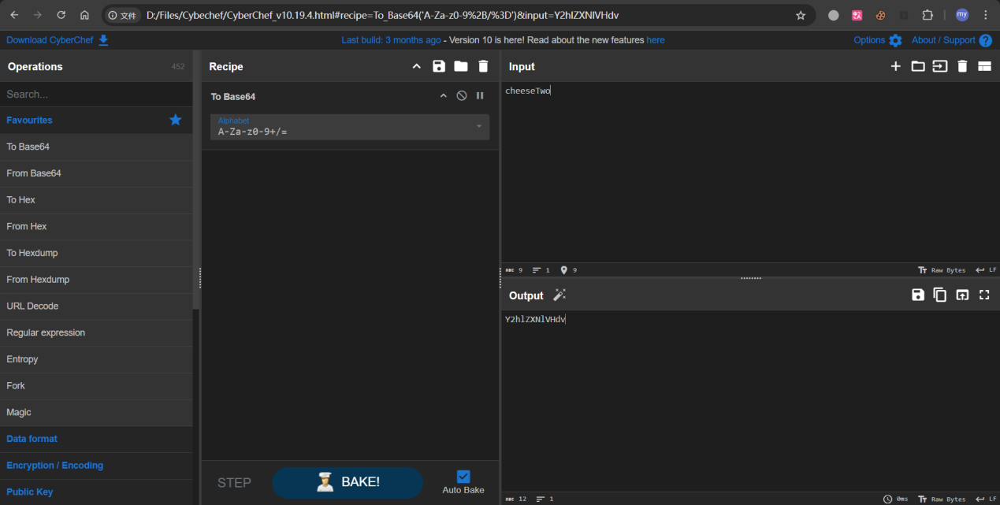 文件 D:/Files/Cybechef/CyberChef_v10.19.4.html#recipe=To_Base64('A-Za-z0-9%2B/%3D')&input=Y2hlZXNlVHdv my
Download CyberChef Last build: 3 months ago - Version 10 is here! Read about the new features here Options About / Support
Operations 452
Search...
Favourites
To Base64
From Base64
To Hex
From Hex
To Hexdump
From Hexdump
URL Decode
Regular expression
Entropy
Fork
Magic
Data format
Encryption / Encoding
Public Key
Recipe
To Base64
Alphabet
A-Za-z0-9+/=
STEP
BAKE!
Auto Bake
Input
cheeseTwo
ABC 9 1 9 Tт Raw Bytes LF
Output
Y2hlZXNlVHdv
ABC 12 1 0ms Tт Raw Bytes LF